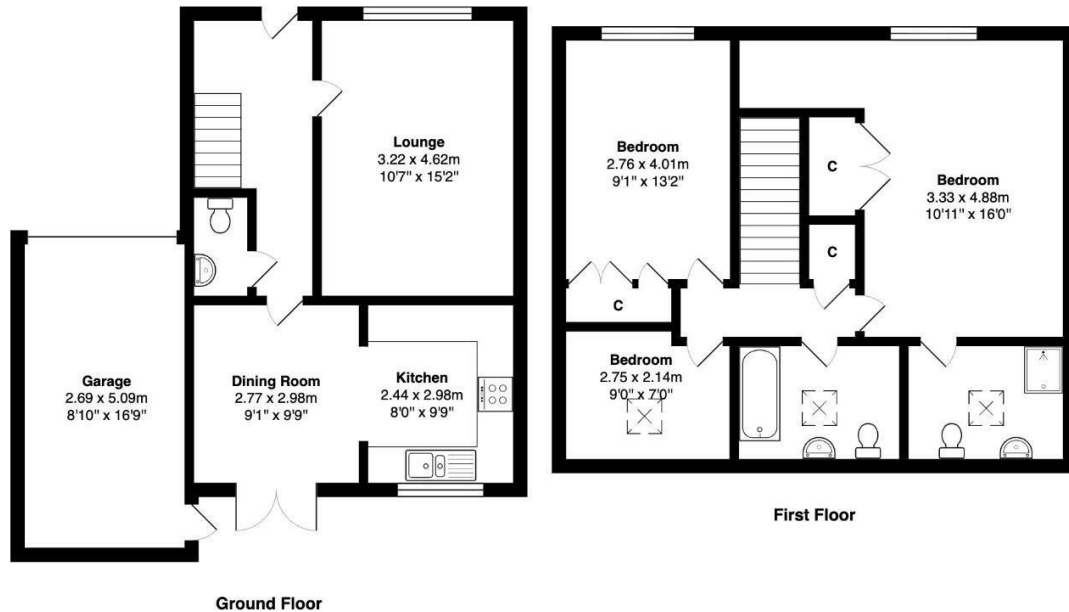 Lounge
3.22 x 4.62m
10'7" x 15'2"
Garage
2.69 x 5.09m
8'10" x 16'9"
Dining Room
2.77 x 2.98m
9'1" x 9'9"
Kitchen
2.44 x 2.98m
8'0" x 9'9"
Ground Floor
Bedroom
2.76 x 4.01m
9'1" x 13'2"
C
Bedroom
3.33 x 4.88m
10'11" x 16'0"
C
C
Bedroom
2.75 x 2.14m
9'0" x 7'0"
First Floor